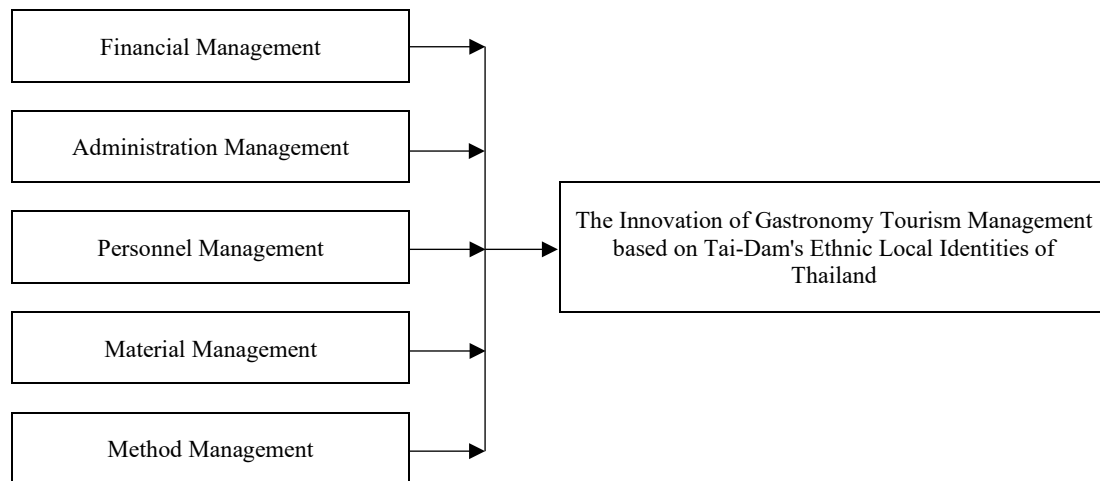 Financial Management
Administration Management
Personnel Management
Material Management
Method Management
The Innovation of Gastronomy Tourism Management
based on Tai-Dam's Ethnic Local Identities of
Thailand